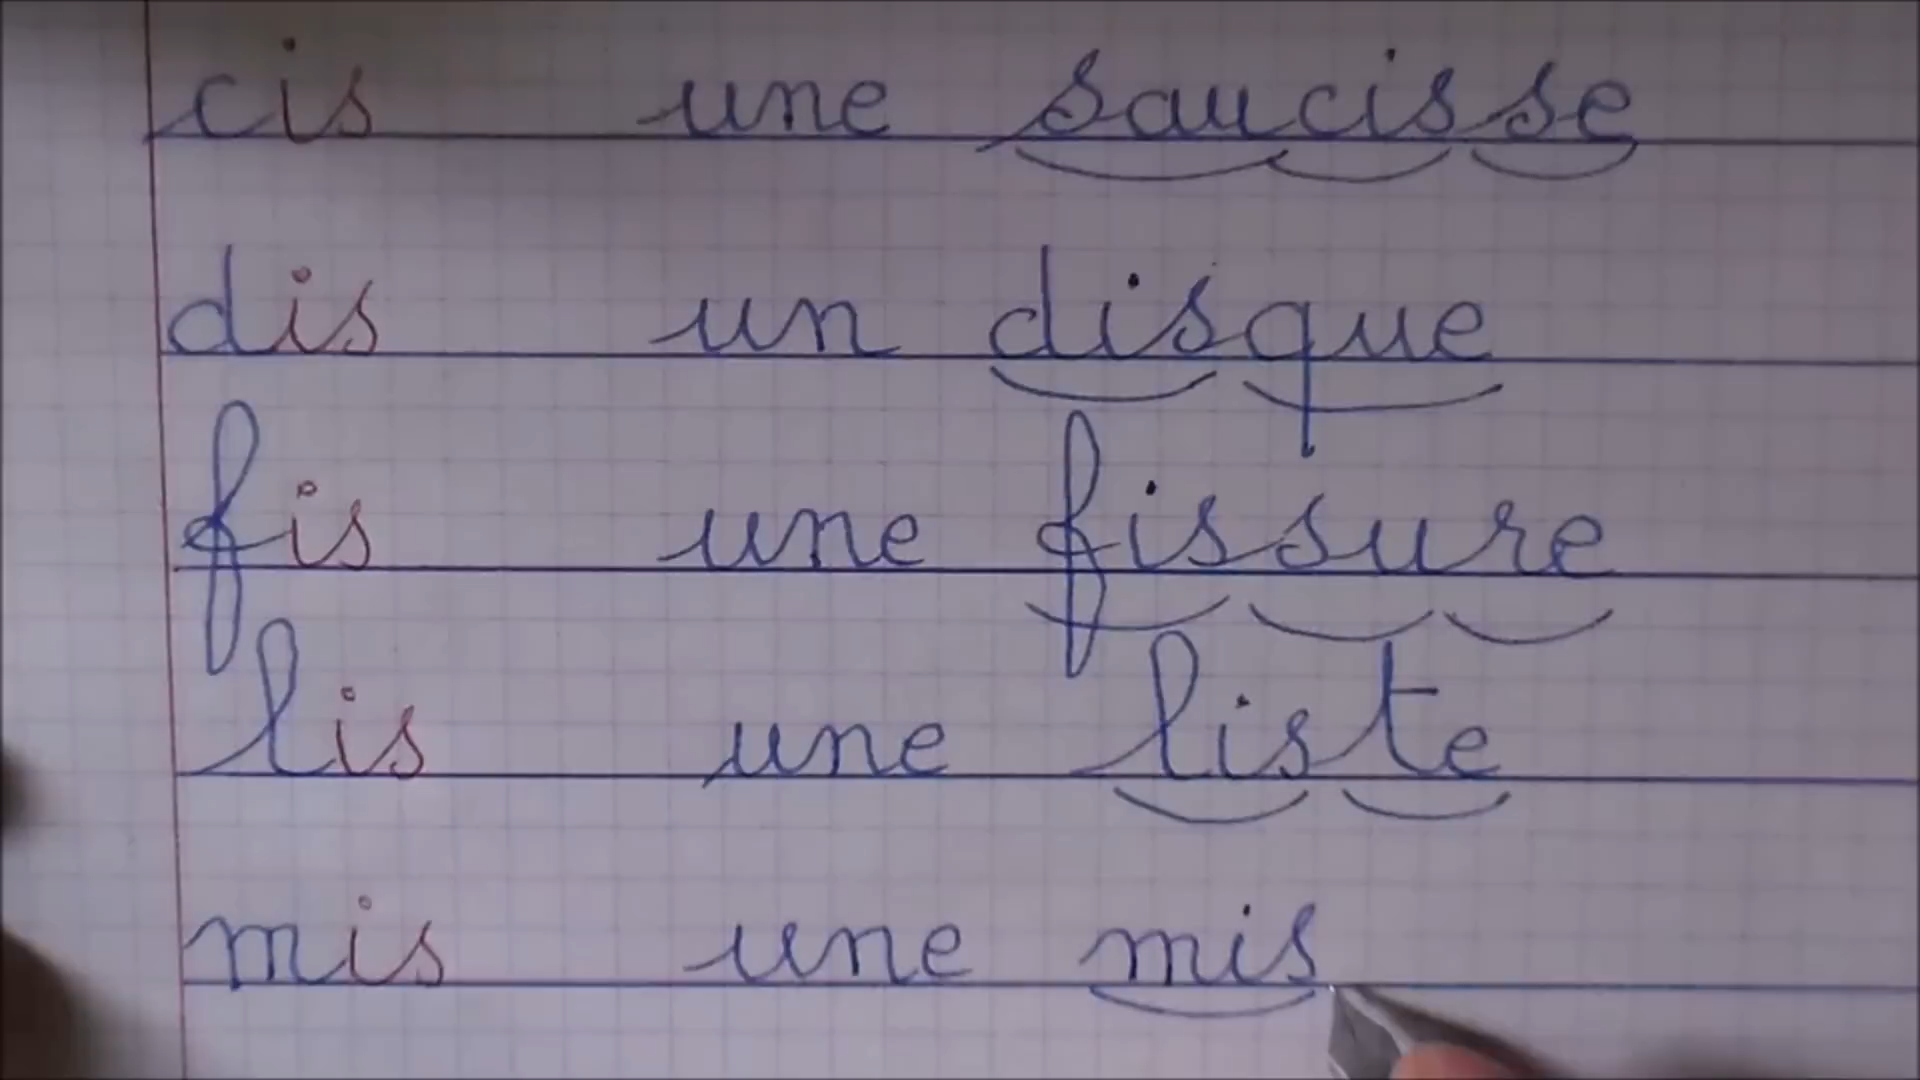 cis une saucisse
dis un disque
fis une fissure
lis une liste
mis une mis